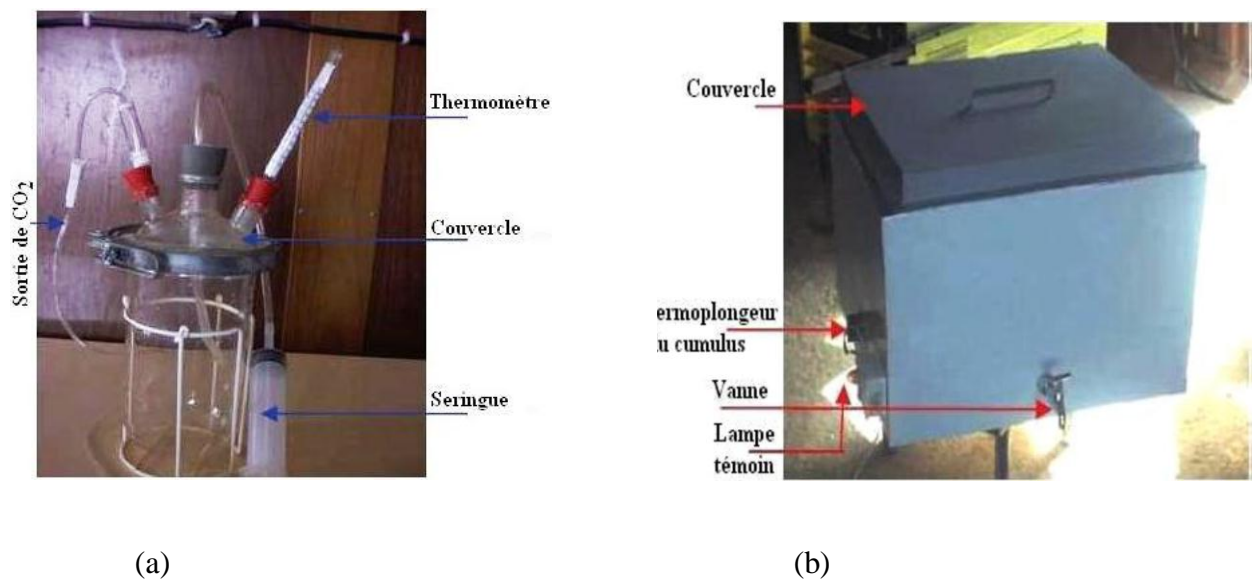 Thermomètre
Sortie de CO2
Couvercle
Seringue
(a)
Couvercle
ermoplongeur
u cumulus
Vanne
Lampe
témoin
(b)